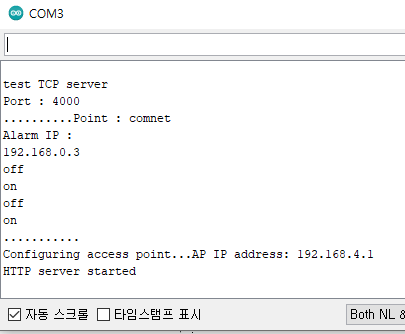 COM3
test TCP server
Port : 4000
..........Point : comnet
Alarm IP :
192.168.0.3
off
on
off
on
...........
Configuring access point...AP IP address: 192.168.4.1
HTTP server started
자동 스크롤 타임스탬프 표시 Both NL &